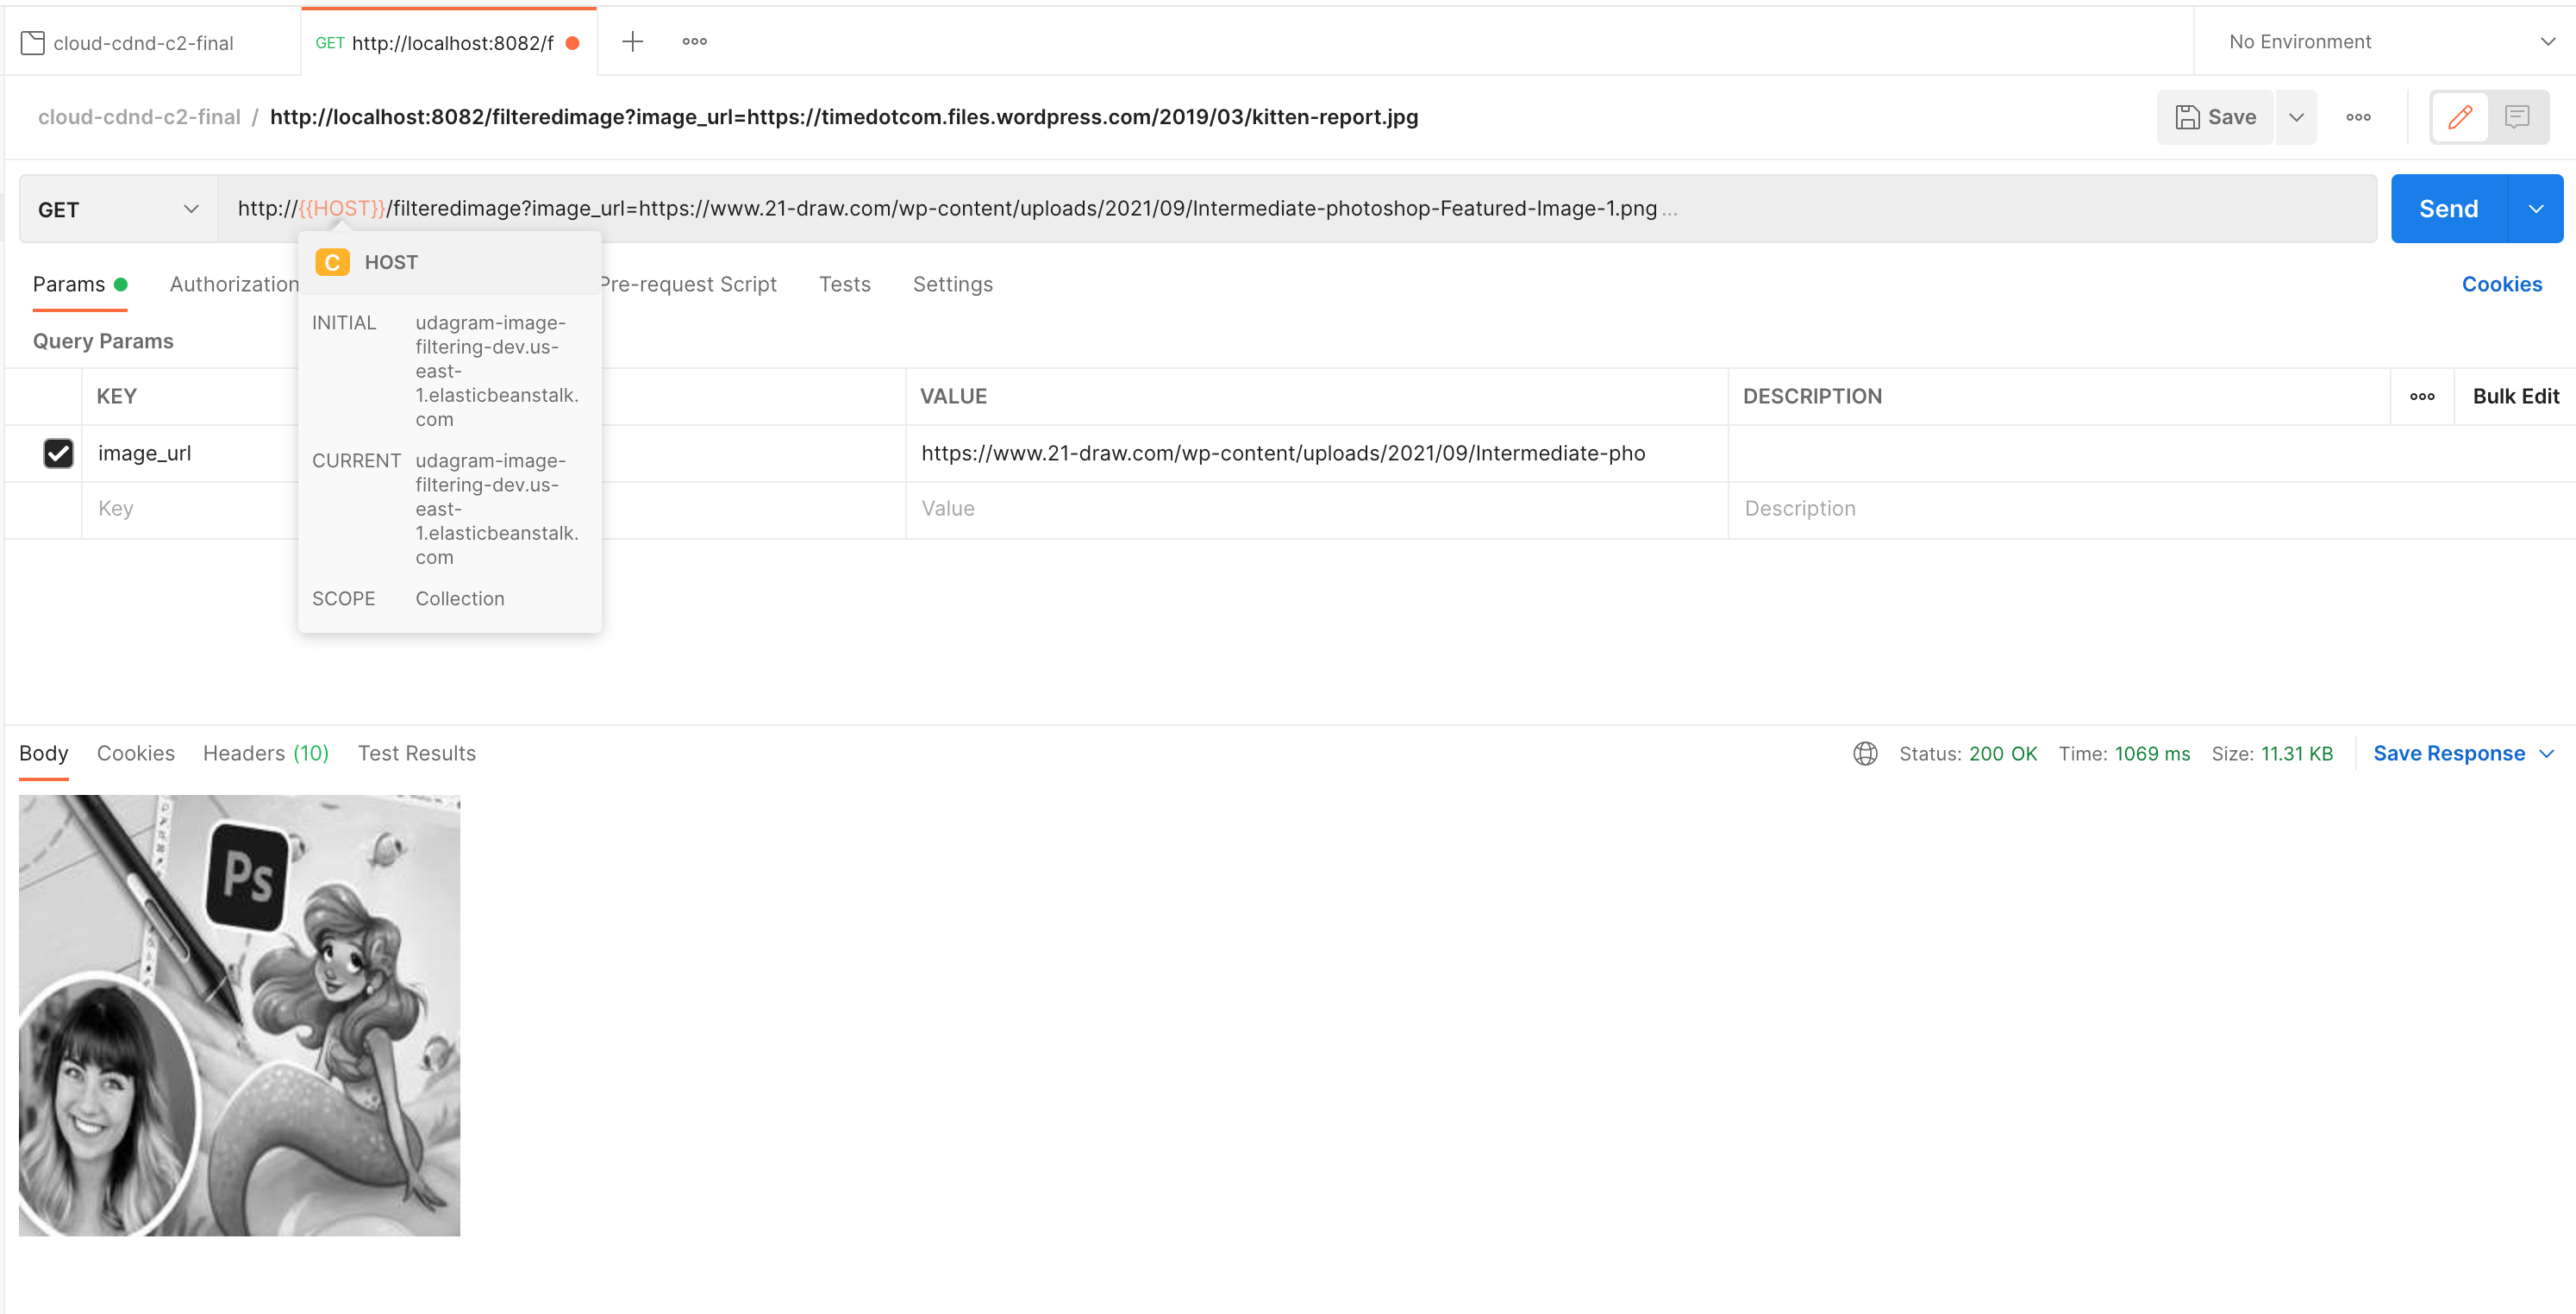 cloud-cdnd-c2-final
GET http://localhost:8082/f
No Environment
cloud-cdnd-c2-final / http://localhost:8082/filteredimage?image_url=https://timedotcom.files.wordpress.com/2019/03/kitten-report.jpg
Save
GET
http://{{HOST}}/filteredimage?image_url=https://www.21-draw.com/wp-content/uploads/2021/09/Intermediate-photoshop-Featured-Image-1.png ...
Send
C HOST
Params Authorization Pre-request Script Tests Settings Cookies
INITIAL udagram-image-
filtering-dev.us-
east-
1.elasticbeanstalk.
com
CURRENT udagram-image-
filtering-dev.us-
east-
1.elasticbeanstalk.
com
SCOPE Collection
Query Params
KEY VALUE DESCRIPTION Bulk Edit
image_url https://www.21-draw.com/wp-content/uploads/2021/09/Intermediate-pho
Key Value Description
Body Cookies Headers (10) Test Results
Status: 200 OK Time: 1069 ms Size: 11.31 KB Save Response
Ps